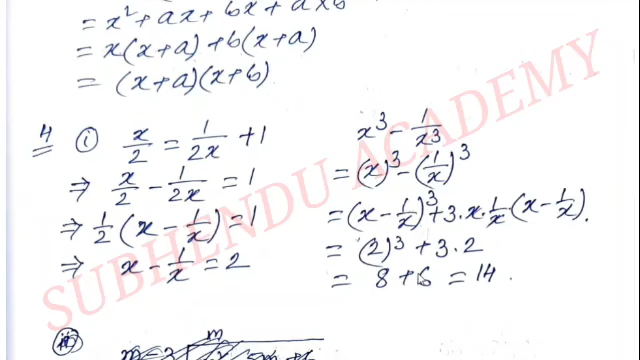 = x² + ax + bx + axb
= x(x+a) + b(x+a)
= (x+a)(x+b)
4 (i) x/2 = 1/2x + 1
⇒ x/2 − 1/2x = 1
⇒ 1/2 (x − 1/x) = 1
⇒ x − 1/x = 2
x³ − 1/x³
= (x)³ − (1/x)³
= (x − 1/x)³ + 3·x·1/x (x − 1/x).
= (2)³ + 3·2
= 8 + 6 = 14.
SUBHENDU ACADEMY